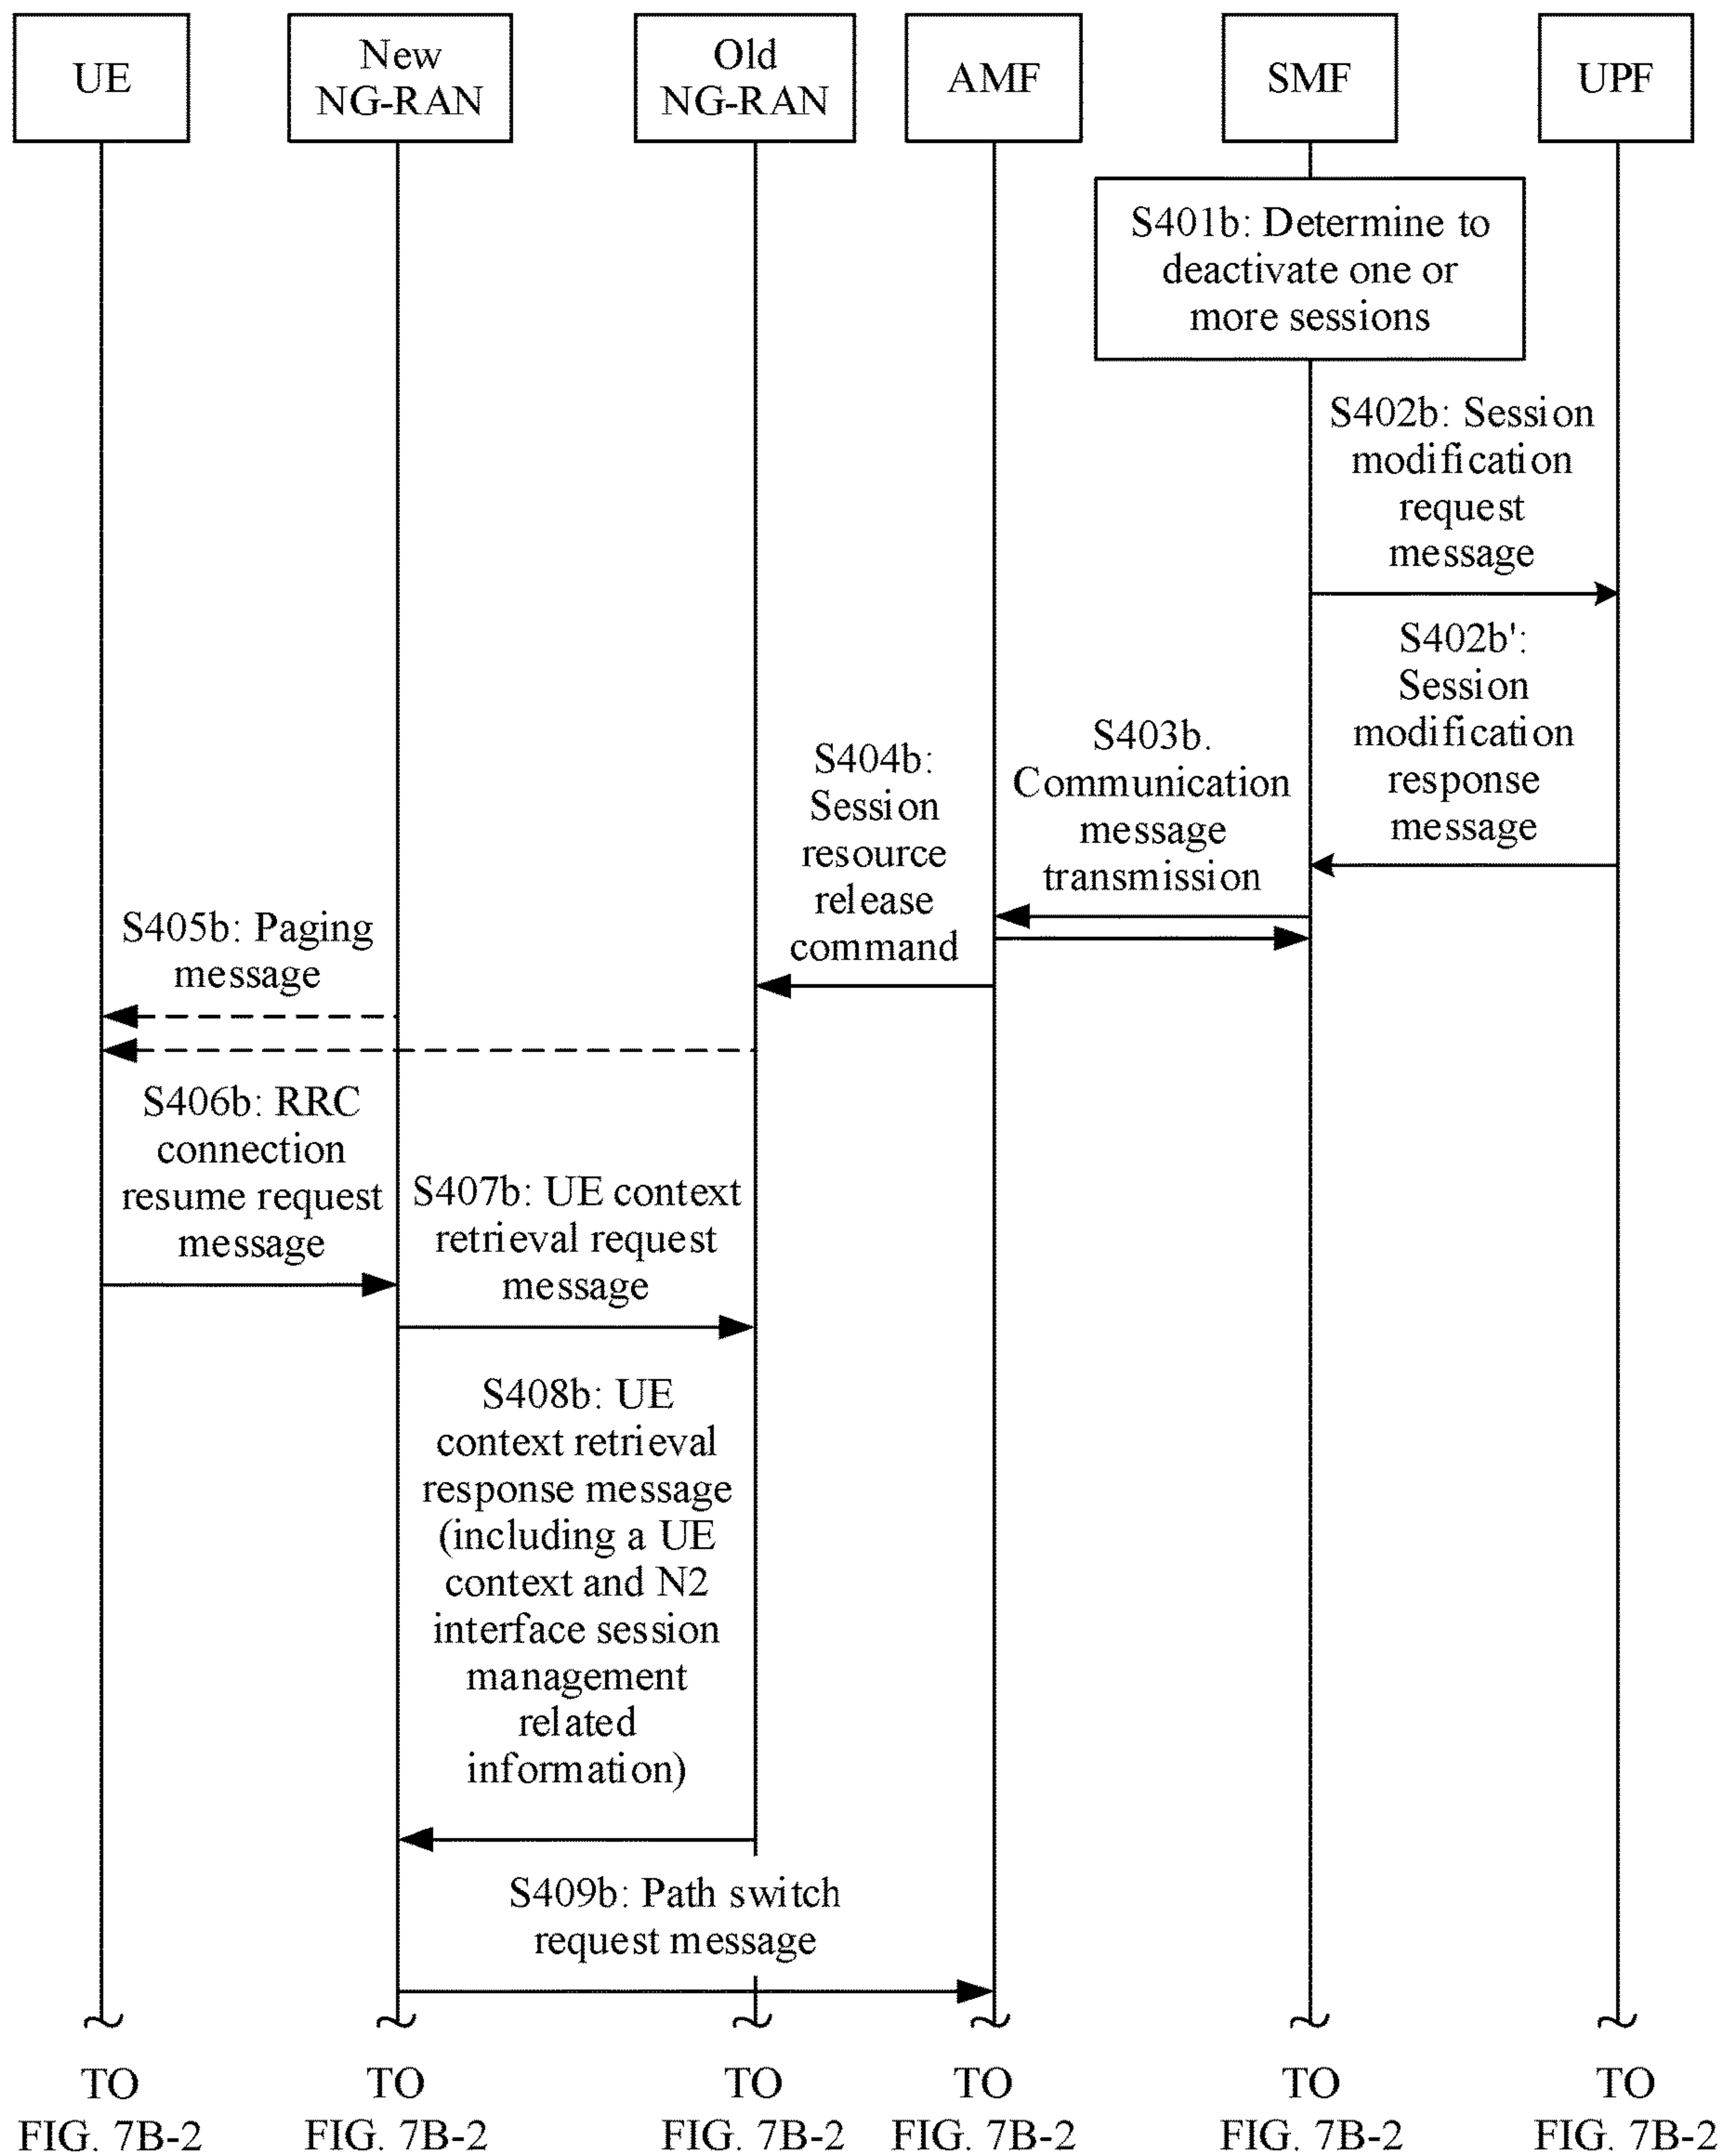 UE
New
NG-RAN
Old
NG-RAN
AMF
SMF
UPF
S401b: Determine to
deactivate one or
more sessions
S402b: Session
modification
request
message
S402b':
Session
modification
response
message
S403b.
Communication
message
transmission
S404b:
Session
resource
release
command
S405b: Paging
message
S406b: RRC
connection
resume request
message
S407b: UE context
retrieval request
message
S408b: UE
context retrieval
response message
(including a UE
context and N2
interface session
management
related
information)
S409b: Path switch
request message
TO
FIG. 7B-2
TO
FIG. 7B-2
TO
FIG. 7B-2
TO
FIG. 7B-2
TO
FIG. 7B-2
TO
FIG. 7B-2